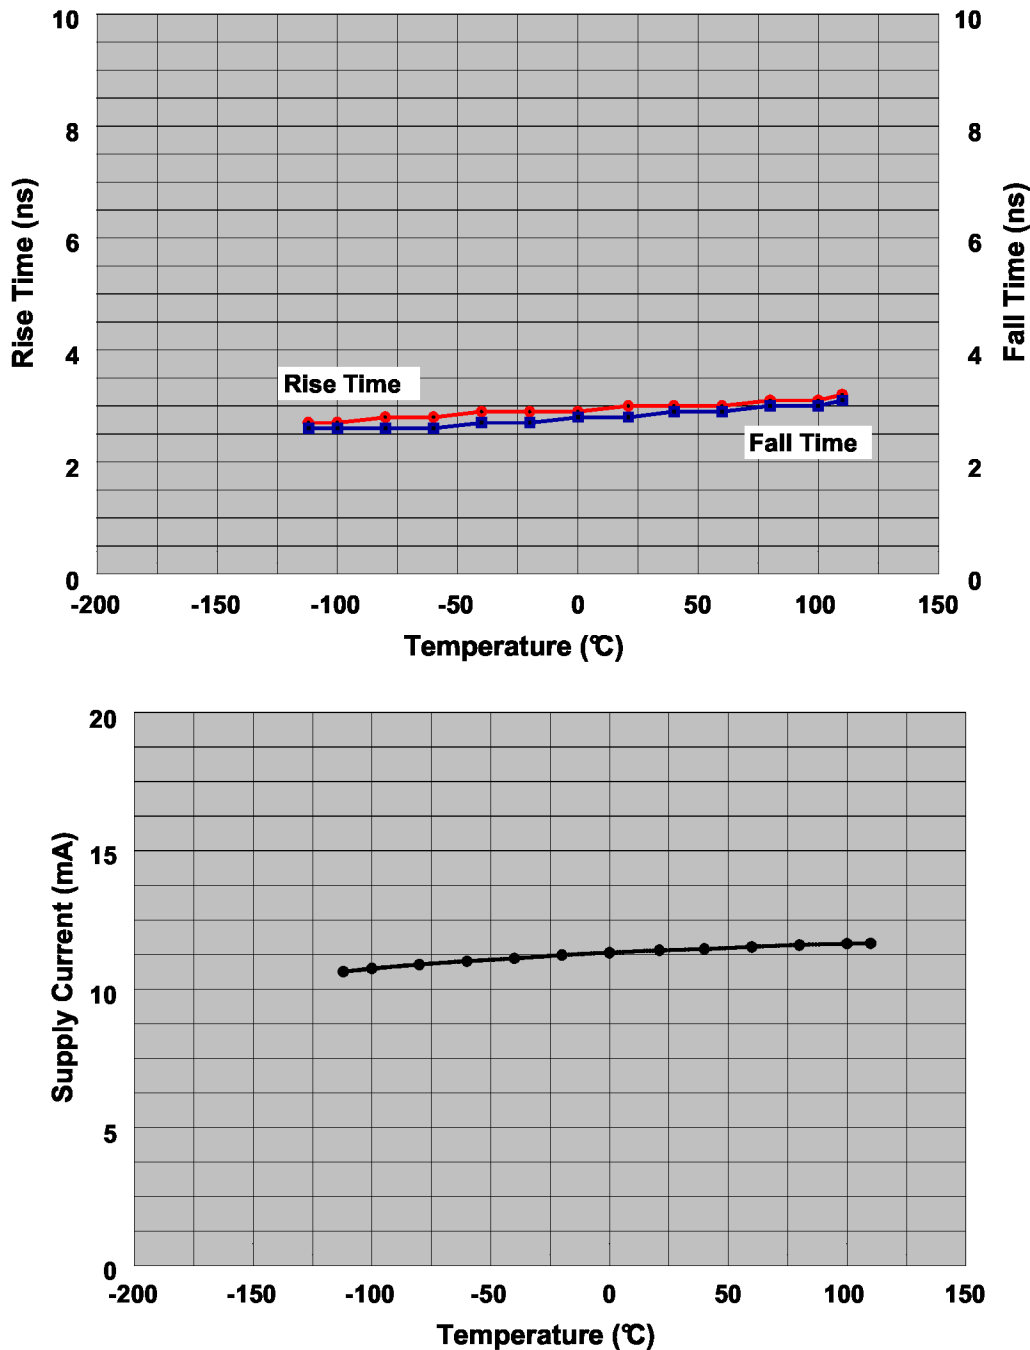 10
10
8
8
6
6
4
4
2
2
0
0
Rise Time (ns)
Fall Time (ns)
Rise Time
Fall Time
-200 -150 -100 -50 0 50 100 150
Temperature (°C)
20
15
10
5
0
Supply Current (mA)
-200 -150 -100 -50 0 50 100 150
Temperature (°C)